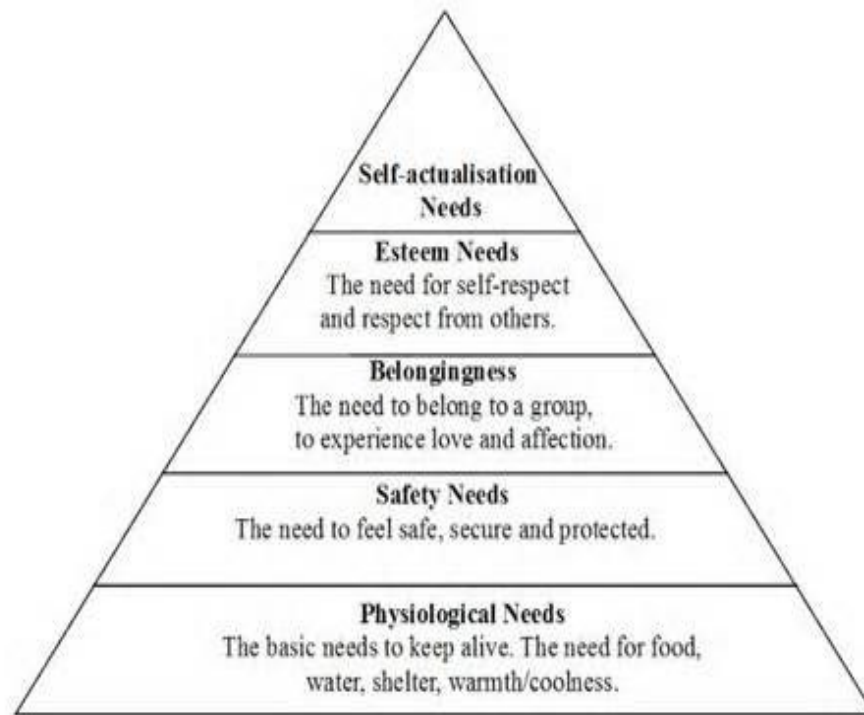 Self-actualisation
Needs
Esteem Needs
The need for self-respect
and respect from others.
Belongingness
The need to belong to a group,
to experience love and affection.
Safety Needs
The need to feel safe, secure and protected.
Physiological Needs
The basic needs to keep alive. The need for food,
water, shelter, warmth/coolness.